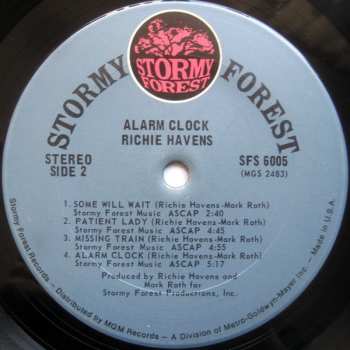 STORMY FOREST
STORMY
FOREST
ALARM CLOCK
RICHIE HAVENS
STEREO
SIDE 2
SFS 6005
(MGS 2483)
1. SOME WILL WAIT (Richie Havens-Mark Roth)
Stormy Forest Music ASCAP 2:40
2. PATIENT LADY (Richie Havens-Mark Roth)
Stormy Forest Music ASCAP 4:45
3. MISSING TRAIN (Richie Havens-Mark Roth)
Stormy Forest Music ASCAP 4:55
4. ALARM CLOCK (Richie Havens-Mark Roth)
Stormy Forest Music ASCAP 5:17
Produced by Richie Havens and
Mark Roth for
Stormy Forest Productions, Inc.
Stormy Forest Records - Distributed by MGM Records - A Division of Metro-Goldwyn-Mayer Inc. - Made in U.S.A.